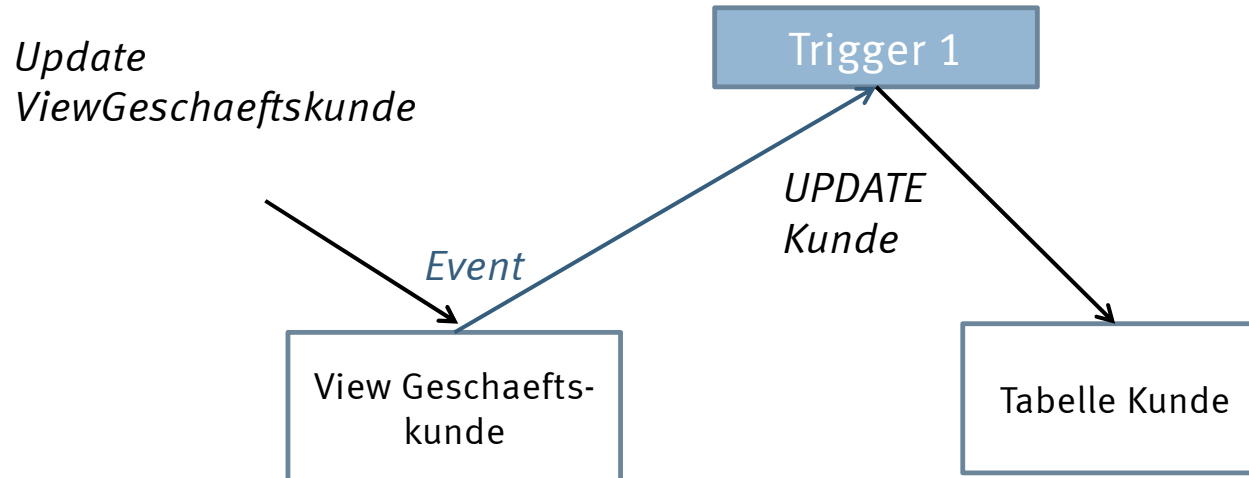 Update
ViewGeschaeftskunde
Trigger 1
UPDATE
Kunde
Event
View Geschaefts-
kunde
Tabelle Kunde